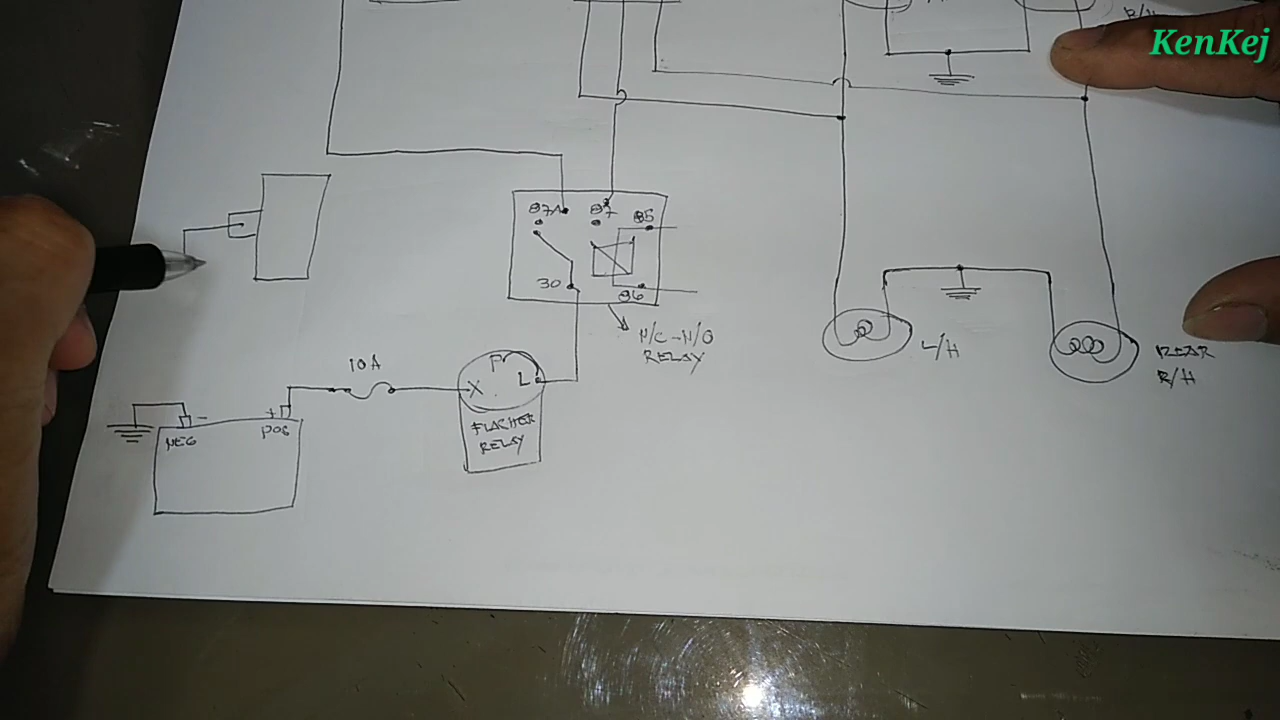 KenKej
R/H
87A
87
85
30
86
N/C-N/O
RELAY
L/H
REAR
R/H
10A
P
X
L
FLASHER
RELAY
-
+
NEG
POS